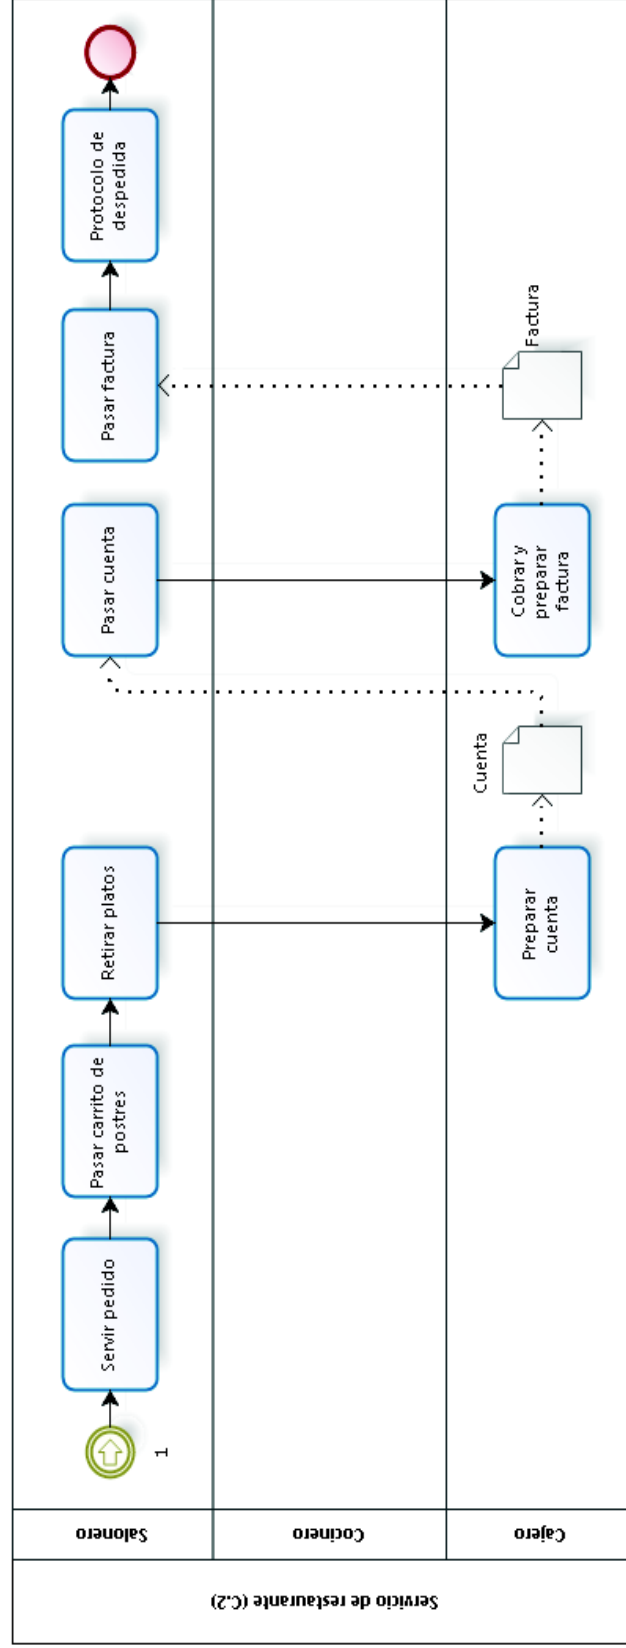 Servicio de restaurante (C.2)
Salonero
Cocinero
Cajero
1
Servir pedido
Pasar carrito de
postres
Retirar platos
Preparar
cuenta
Cuenta
Pasar cuenta
Cobrar y
preparar
factura
Factura
Pasar factura
Protocolo de
despedida